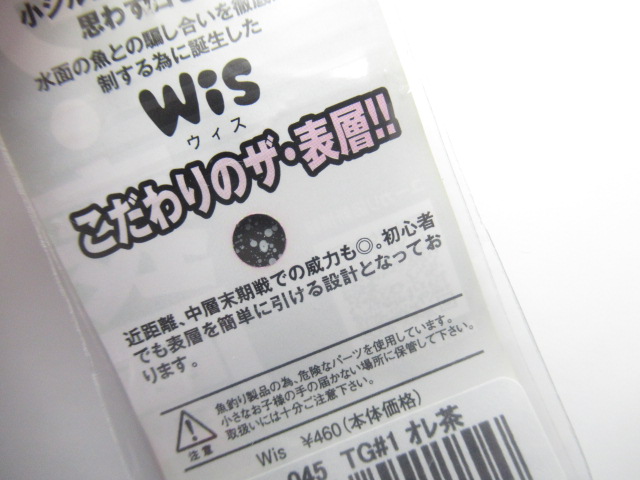 思わず口
水面の魚との騙し合いを徹底
制する為に誕生した
Wis
ウィス
こだわりのザ・表層!!
近距離、中層末期戦での威力も◎。初心者
でも表層を簡単に引ける設計となってお
ります。
魚釣り製品の為、危険なパーツを使用しています。
小さなお子様の手の届かない場所に保管して下さい。
取扱いには十分ご注意下さい。
注意
Wis ¥460(本体価格)
045 TG#1 オレ茶